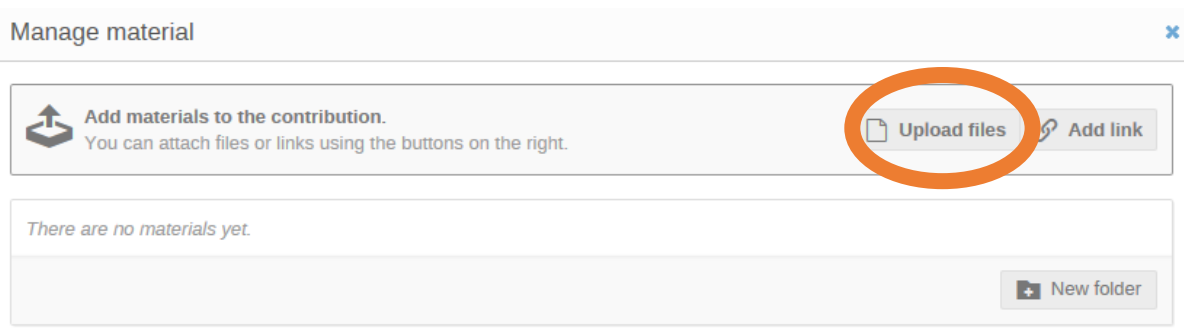 Manage material
Add materials to the contribution.
You can attach files or links using the buttons on the right.
Upload files
Add link
There are no materials yet.
New folder